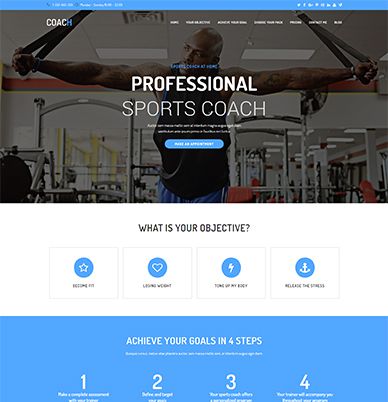 COACH
HOME YOUR OBJECTIVE ACHIEVE YOUR GOAL CHOOSE YOUR PACK PRICING CONTACT ME BLOG
SPORTS COACH AT HOME
PROFESSIONAL
SPORTS COACH
MAKE AN APPOINTMENT
WHAT IS YOUR OBJECTIVE?
BECOME FIT LOSING WEIGHT TONE UP MY BODY RELEASE THE STRESS
ACHIEVE YOUR GOALS IN 4 STEPS
1 2 3 4
Make a complete assessment Define and target Your sports coach offers Your trainer will accompany you
with your trainer your goals a personalised program throughout your program